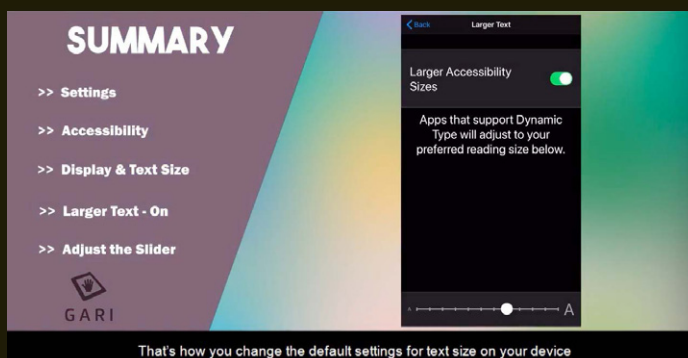 SUMMARY
>> Settings
>> Accessibility
>> Display & Text Size
>> Larger Text - On
>> Adjust the Slider
GARI
Back
Larger Text
Larger Accessibility
Sizes
Apps that support Dynamic
Type will adjust to your
preferred reading size below.
A
A
That's how you change the default settings for text size on your device